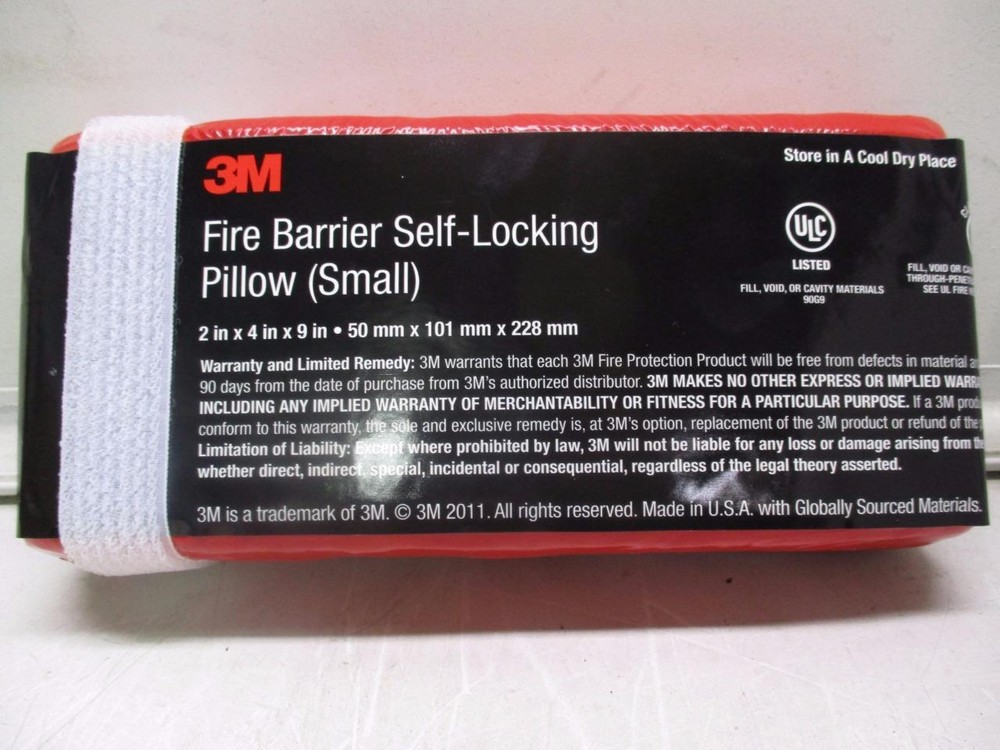 3M
Store in A Cool Dry Place
Fire Barrier Self-Locking
Pillow (Small)
ULC
LISTED
FILL, VOID, OR CAVITY MATERIALS
90G9
FILL, VOID OR
THROUGH-
SEE UL FIRE
2 in x 4 in x 9 in • 50 mm x 101 mm x 228 mm
Warranty and Limited Remedy: 3M warrants that each 3M Fire Protection Product will be free from defects in material
90 days from the date of purchase from 3M's authorized distributor. 3M MAKES NO OTHER EXPRESS OR IMPLIED
INCLUDING ANY IMPLIED WARRANTY OF MERCHANTABILITY OR FITNESS FOR A PARTICULAR PURPOSE. If a 3M
conform to this warranty, the sole and exclusive remedy is, at 3M's option, replacement of the 3M product or refund of the
Limitation of Liability: Except where prohibited by law, 3M will not be liable for any loss or damage arising from
whether direct, indirect, special, incidental or consequential, regardless of the legal theory asserted.
3M is a trademark of 3M. © 3M 2011. All rights reserved. Made in U.S.A. with Globally Sourced Materials.